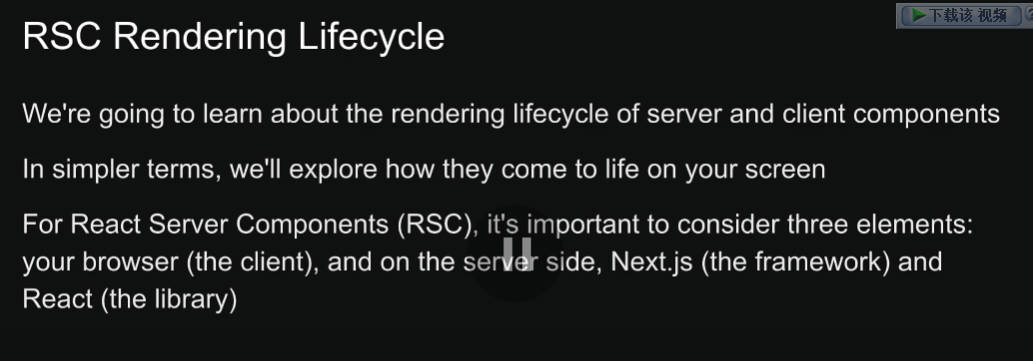 RSC Rendering Lifecycle
下载该 视频
We're going to learn about the rendering lifecycle of server and client components
In simpler terms, we'll explore how they come to life on your screen
For React Server Components (RSC), it's important to consider three elements:
your browser (the client), and on the server side, Next.js (the framework) and
React (the library)